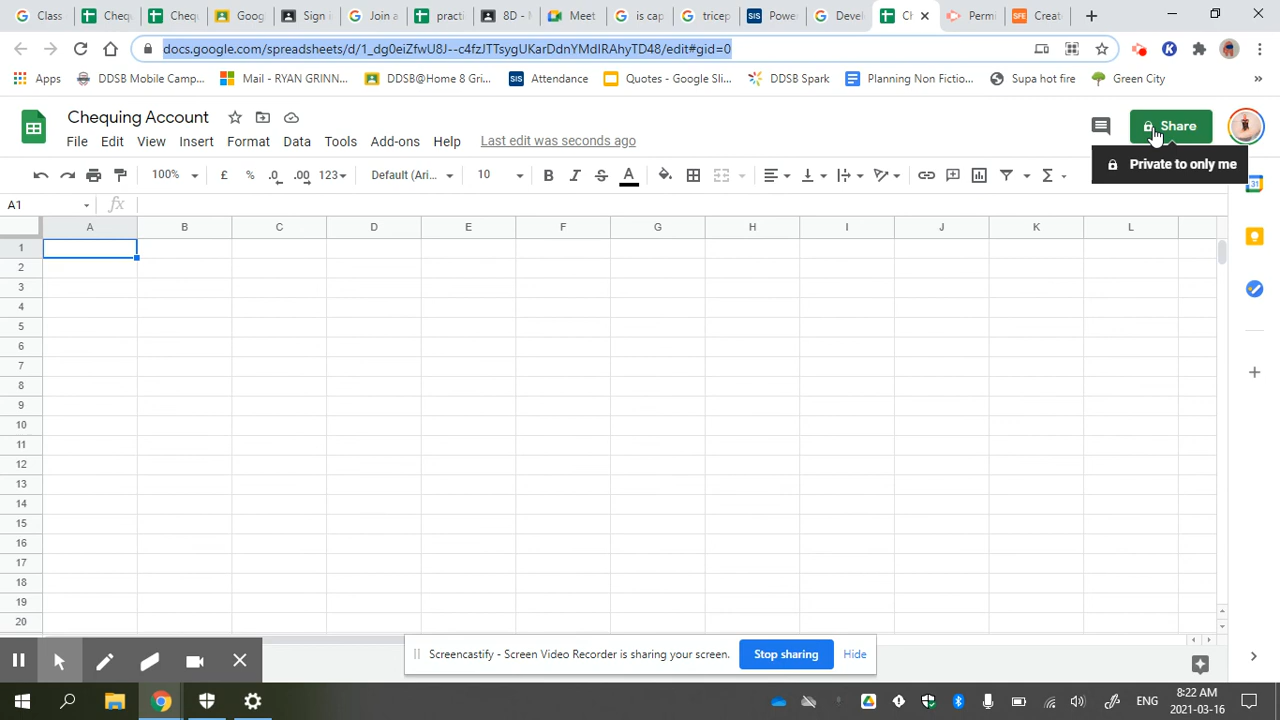 Class
Chequ
Chequ
Goog
Sign i
Join a
practi
8D - N
Meet
is cap
tricep
Power
Devel
Ch
Permi
Creat
docs.google.com/spreadsheets/d/1_dg0eiZfwU8J--c4fzJTTsygUKarDdnYMdIRAhyTD48/edit#gid=0
Apps DDSB Mobile Camp... Mail - RYAN GRINN... DDSB@Home 8 Gri... Attendance Quotes - Google Sli... DDSB Spark Planning Non Fictio... Supa hot fire Green City »
Chequing Account
Share
File Edit View Insert Format Data Tools Add-ons Help Last edit was seconds ago
Private to only me
100% £ % .0 .00 123 Default (Ari... 10 B I S A Σ
A1 fx
A B C D E F G H I J K L
1
2
3
4
5
6
7
8
9
10
11
12
13
14
15
16
17
18
19
20
Screencastify - Screen Video Recorder is sharing your screen. Stop sharing Hide
ENG 8:22 AM
2021-03-16